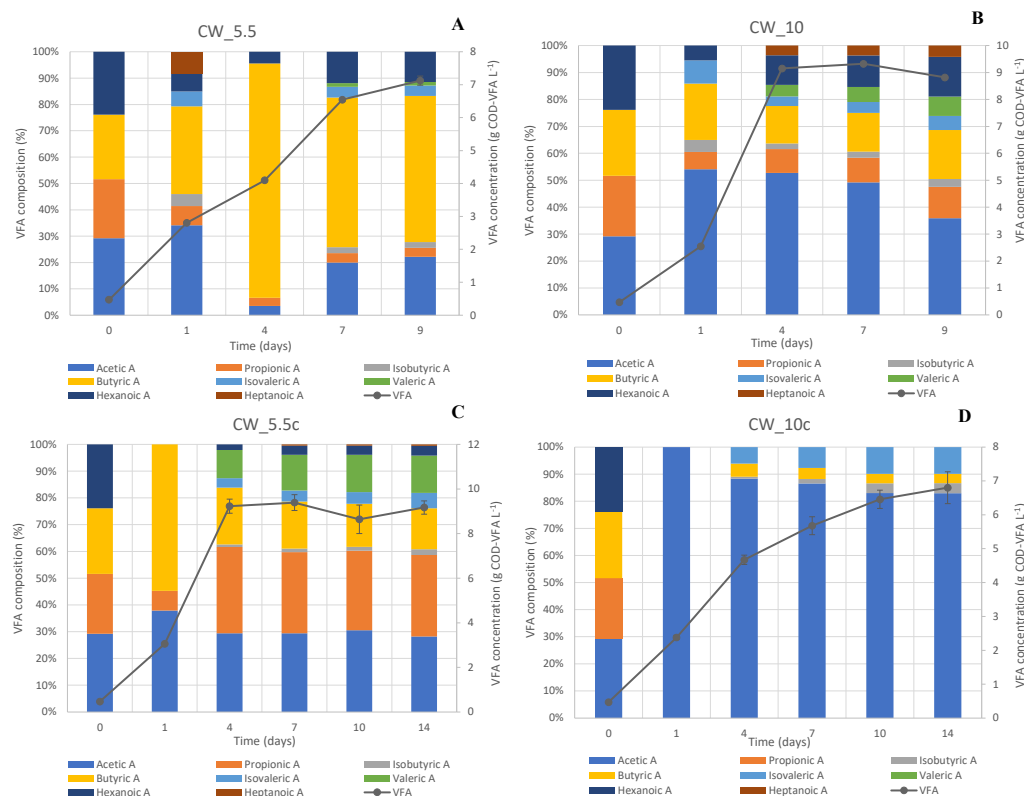 A
CW_5.5
100%
90%
80%
70%
60%
50%
40%
30%
20%
10%
0%
VFA composition (%)
8
7
6
5
4
3
2
1
0
VFA concentration (g COD-VFA L⁻¹)
0 1 4 7 9
Time (days)
Acetic A Propionic A Isobutyric A
Butyric A Isovaleric A Valeric A
Hexanoic A Heptanoic A VFA
B
CW_10
100%
90%
80%
70%
60%
50%
40%
30%
20%
10%
0%
VFA composition (%)
10
9
8
7
6
5
4
3
2
1
0
VFA concentration (g COD-VFA L⁻¹)
0 1 4 7 9
Time (days)
Acetic A Propionic A Isobutyric A
Butyric A Isovaleric A Valeric A
Hexanoic A Heptanoic A VFA
C
CW_5.5c
100%
90%
80%
70%
60%
50%
40%
30%
20%
10%
0%
VFA composition (%)
12
10
8
6
4
2
0
VFA concentration (g COD-VFA L⁻¹)
0 1 4 7 10 14
Time (days)
Acetic A Propionic A Isobutyric A
Butyric A Isovaleric A Valeric A
Hexanoic A Heptanoic A VFA
D
CW_10c
100%
90%
80%
70%
60%
50%
40%
30%
20%
10%
0%
VFA composition (%)
8
7
6
5
4
3
2
1
0
VFA concentration (g COD-VFA L⁻¹)
0 1 4 7 10 14
Time (days)
Acetic A Propionic A Isobutyric A
Butyric A Isovaleric A Valeric A
Hexanoic A Heptanoic A VFA